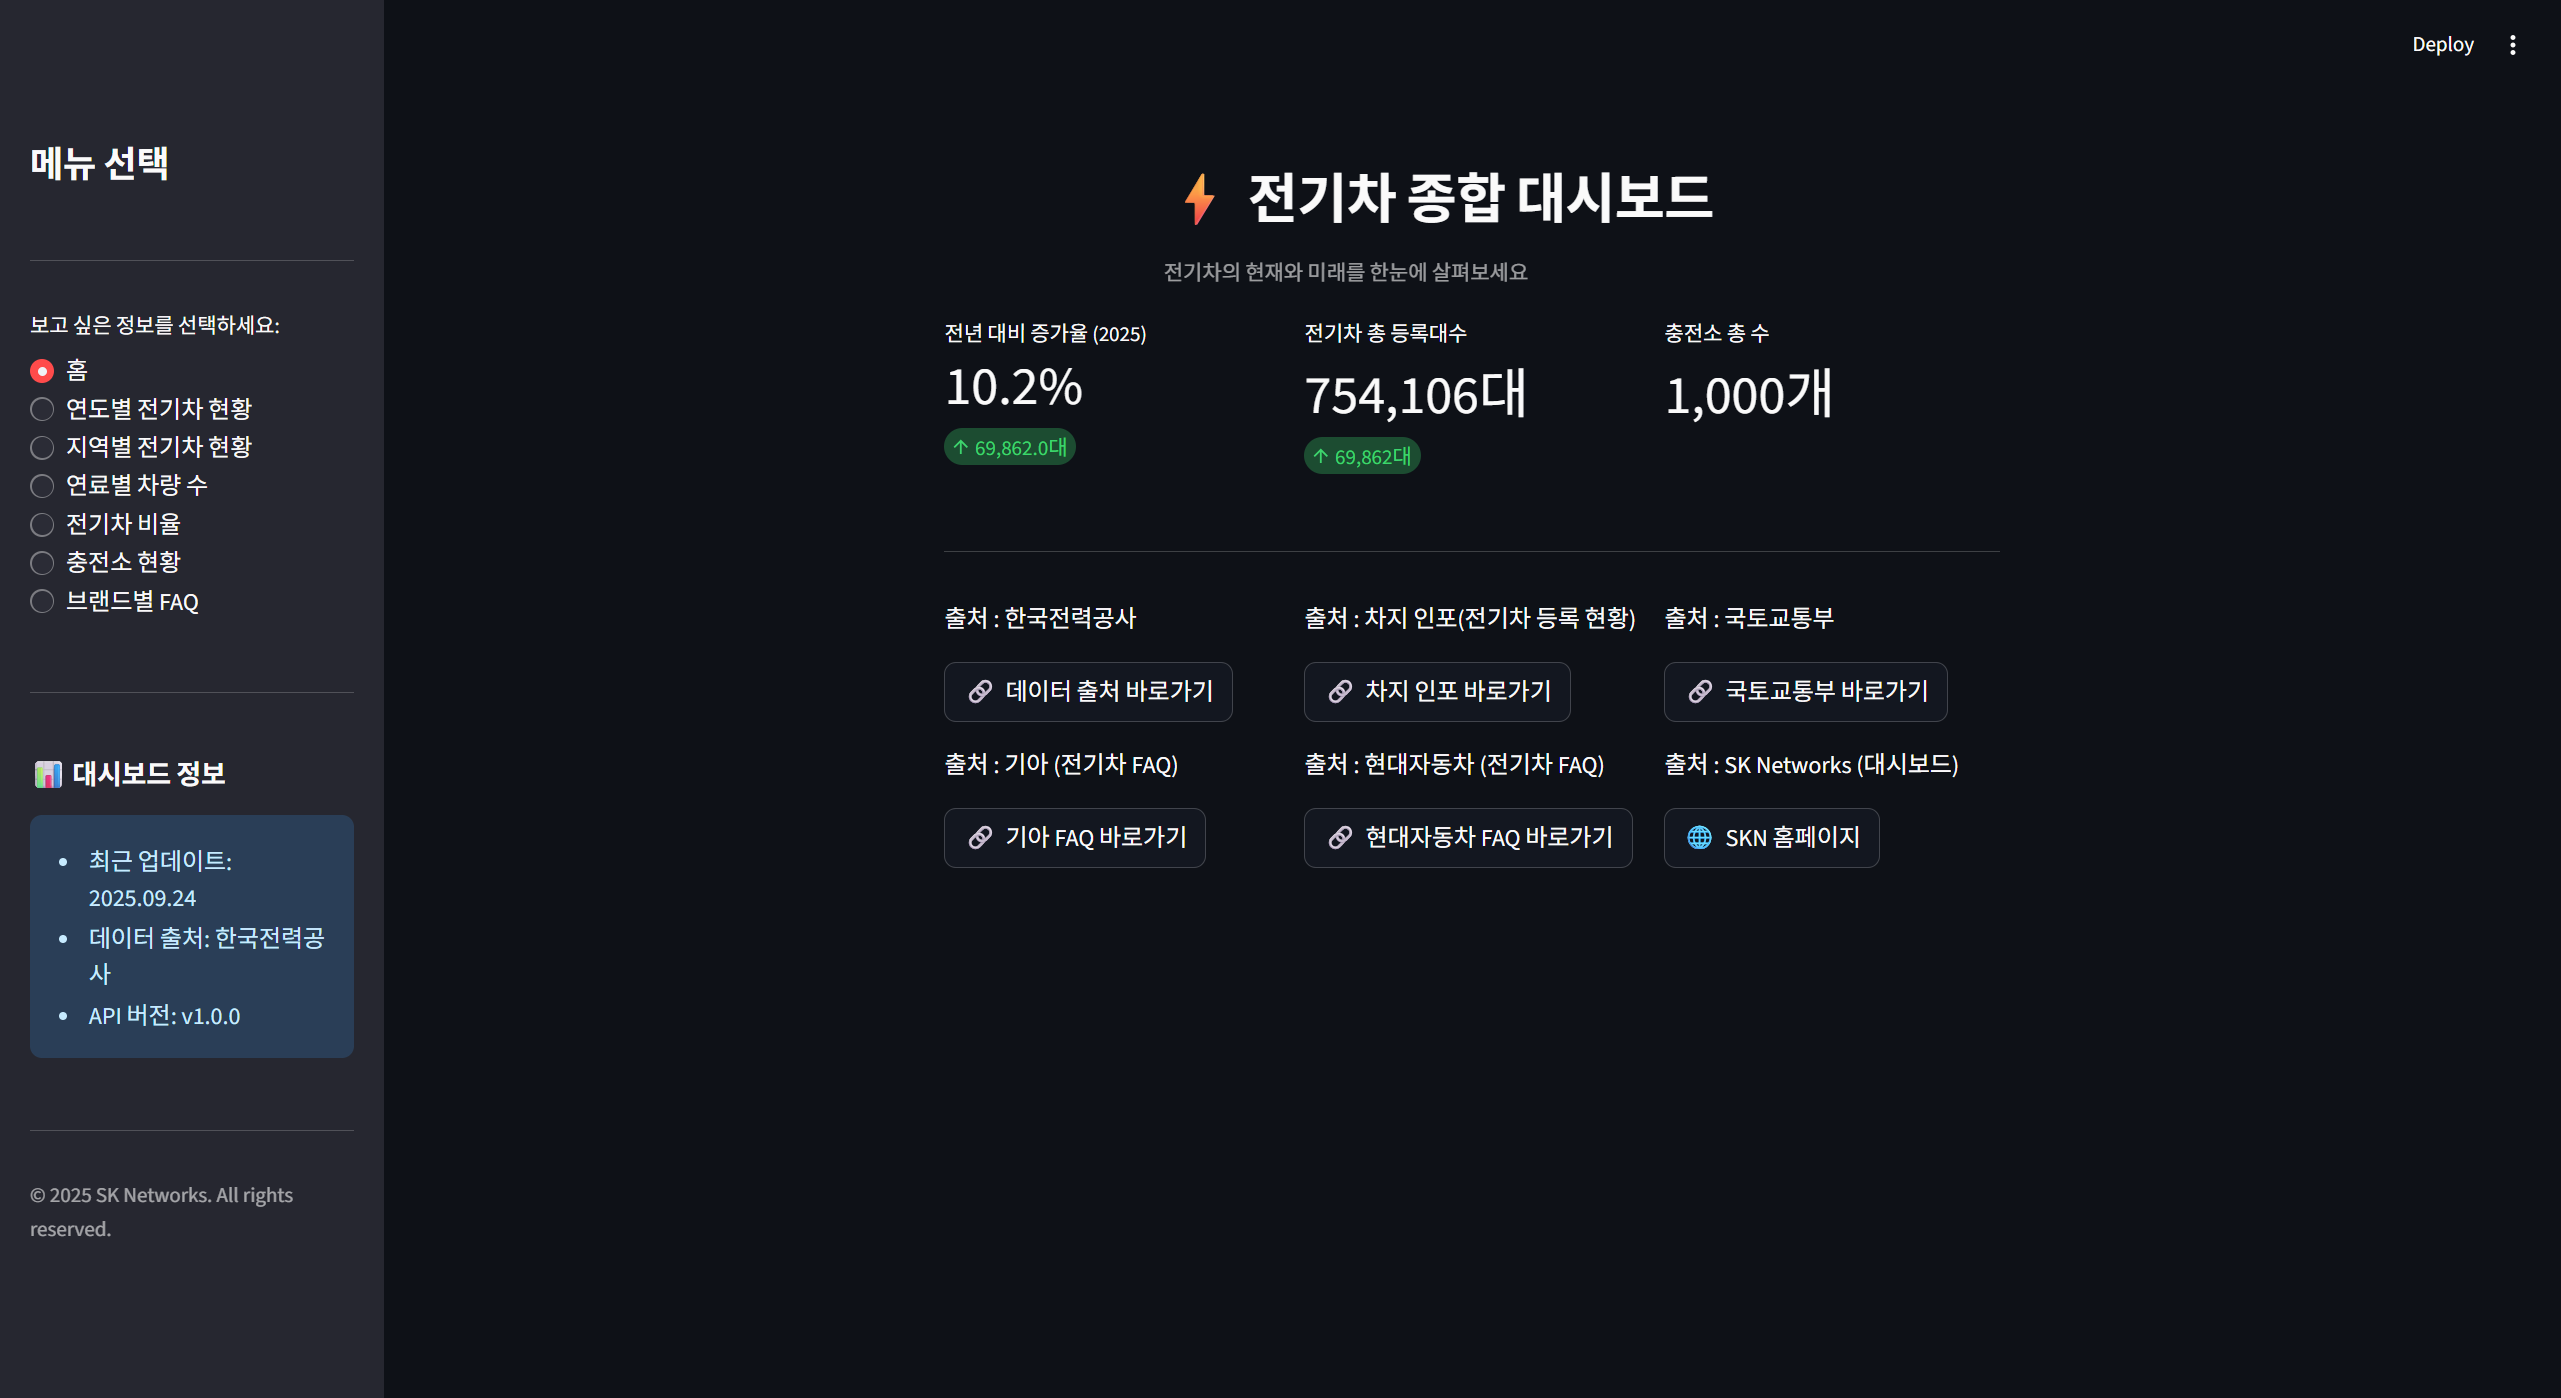 Deploy
메뉴 선택
보고 싶은 정보를 선택하세요:
홈
연도별 전기차 현황
지역별 전기차 현황
연료별 차량 수
전기차 비율
충전소 현황
브랜드별 FAQ
대시보드 정보
최근 업데이트:
2025.09.24
데이터 출처: 한국전력공
사
API 버전: v1.0.0
© 2025 SK Networks. All rights
reserved.
전기차 종합 대시보드
전기차의 현재와 미래를 한눈에 살펴보세요
전년 대비 증가율 (2025)
10.2%
↑ 69,862.0대
전기차 총 등록대수
754,106대
↑ 69,862대
충전소 총 수
1,000개
출처 : 한국전력공사
데이터 출처 바로가기
출처 : 차지 인포(전기차 등록 현황)
차지 인포 바로가기
출처 : 국토교통부
국토교통부 바로가기
출처 : 기아 (전기차 FAQ)
기아 FAQ 바로가기
출처 : 현대자동차 (전기차 FAQ)
현대자동차 FAQ 바로가기
출처 : SK Networks (대시보드)
SKN 홈페이지